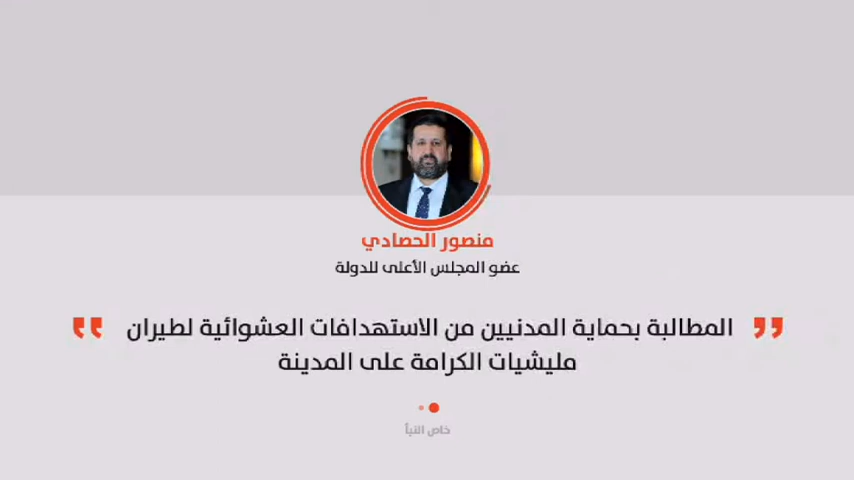 منصور الحصادي
عضو المجلس الأعلى للدولة
المطالبة بحماية المدنيين من الاستهدافات العشوائية لطيران
مليشيات الكرامة على المدينة
خاص النبأ